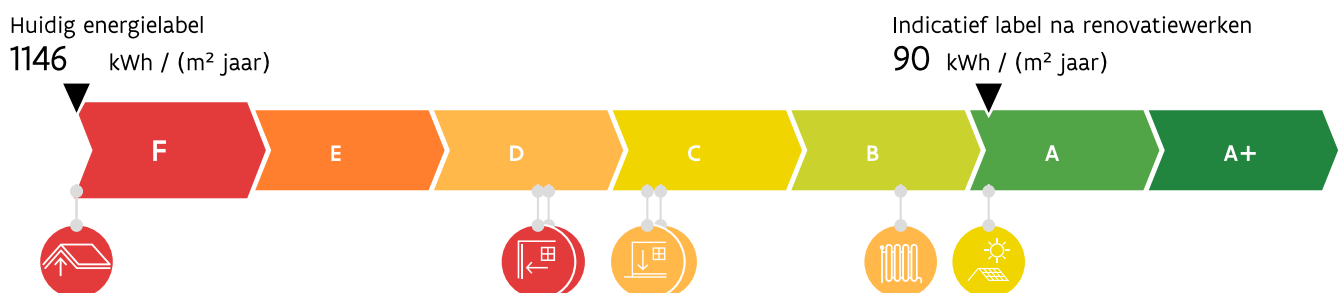 Huidig energielabel
1146 kWh / (m² jaar)
Indicatief label na renovatiewerken
90 kWh / (m² jaar)
F E D C B A A+